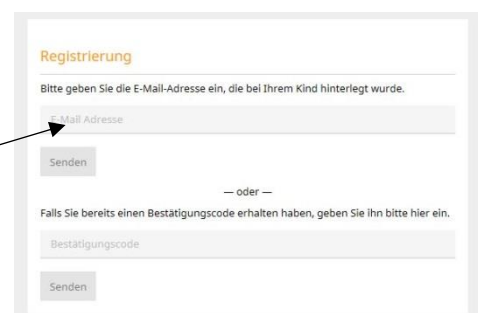 Registrierung
Bitte geben Sie die E-Mail-Adresse ein, die bei Ihrem Kind hinterlegt wurde.
E-Mail Adresse
Senden
— oder —
Falls Sie bereits einen Bestätigungscode erhalten haben, geben Sie ihn bitte hier ein.
Bestätigungscode
Senden